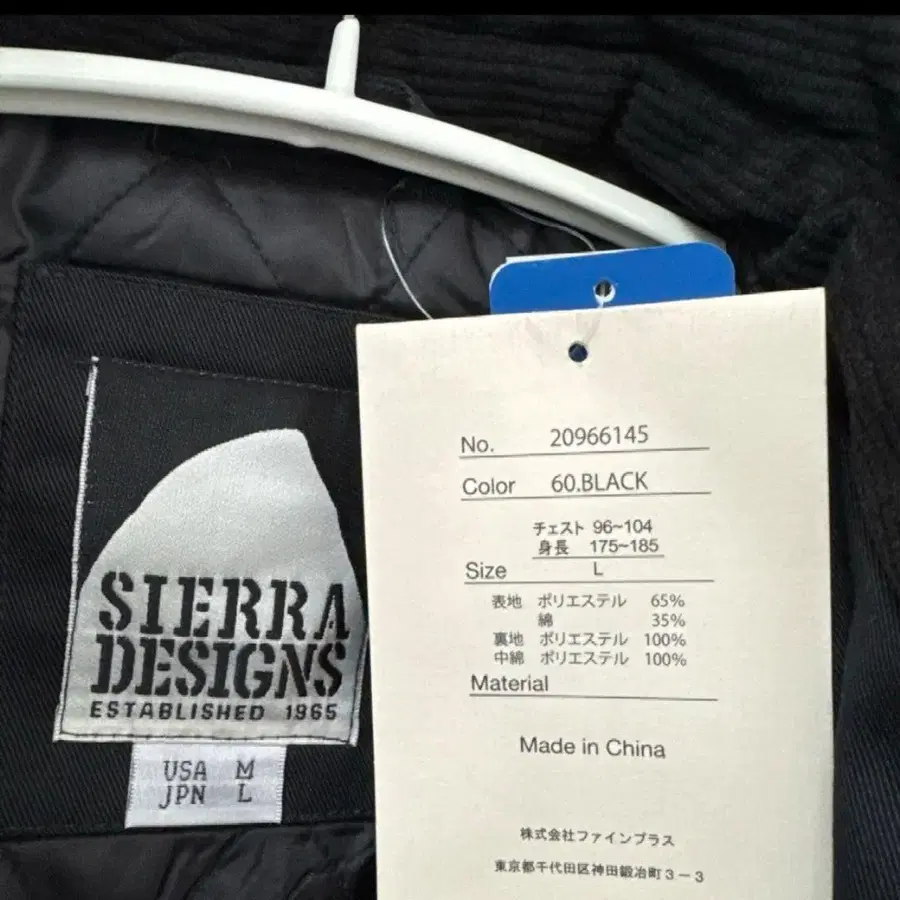 SIERRA
DESIGNS
ESTABLISHED 1965
USA M
JPN L
No. 20966145
Color 60.BLACK
チェスト 96~104
身長 175~185
Size L
表地 ポリエステル 65%
綿 35%
裏地 ポリエステル 100%
中綿 ポリエステル 100%
Material
Made in China
株式会社ファインプラス
東京都千代田区神田鍛冶町3-3